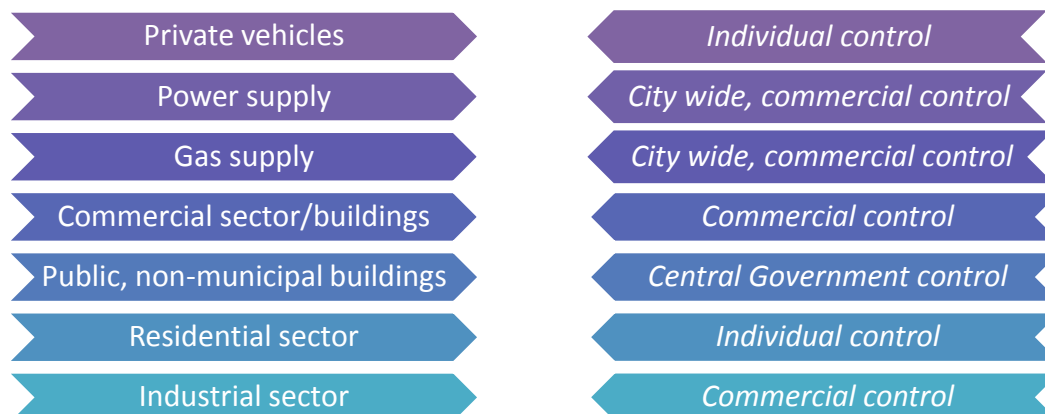 Private vehicles
Individual control
Power supply
City wide, commercial control
Gas supply
City wide, commercial control
Commercial sector/buildings
Commercial control
Public, non-municipal buildings
Central Government control
Residential sector
Individual control
Industrial sector
Commercial control